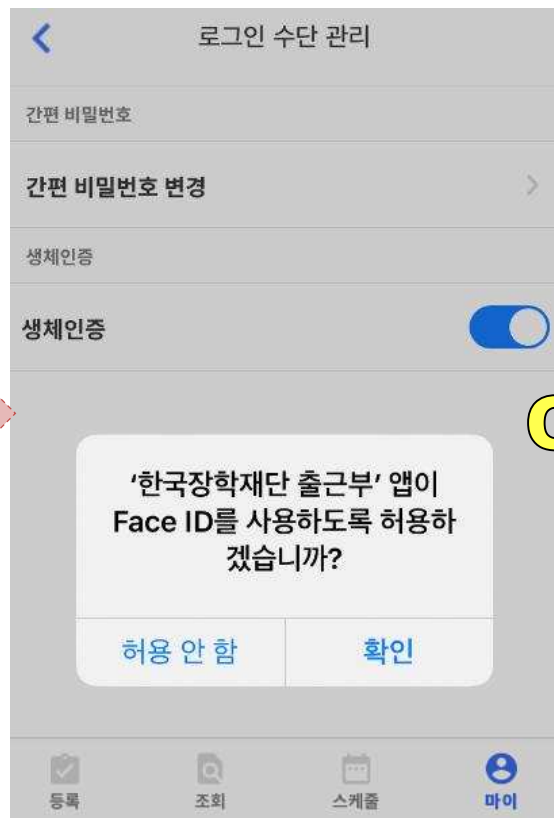 로그인 수단 관리
간편 비밀번호
간편 비밀번호 변경
생체인증
생체인증
‘한국장학재단 출근부’ 앱이
Face ID를 사용하도록 허용하
겠습니까?
허용 안 함
확인
등록
조회
스케줄
마이